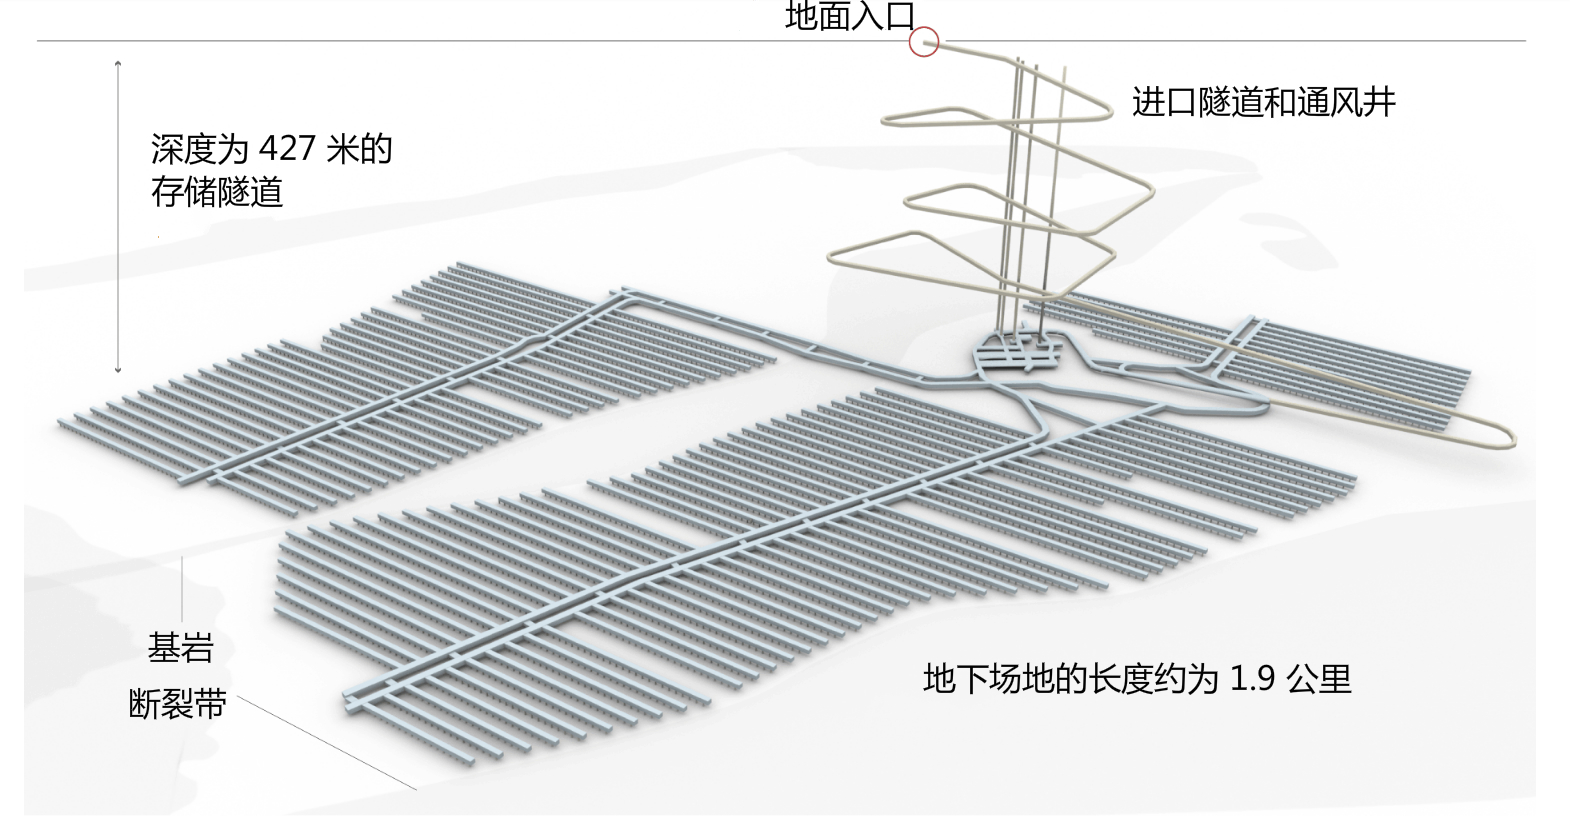 地面入口
进口隧道和通风井
深度为 427 米的
存储隧道
基岩
断裂带
地下场地的长度约为 1.9 公里